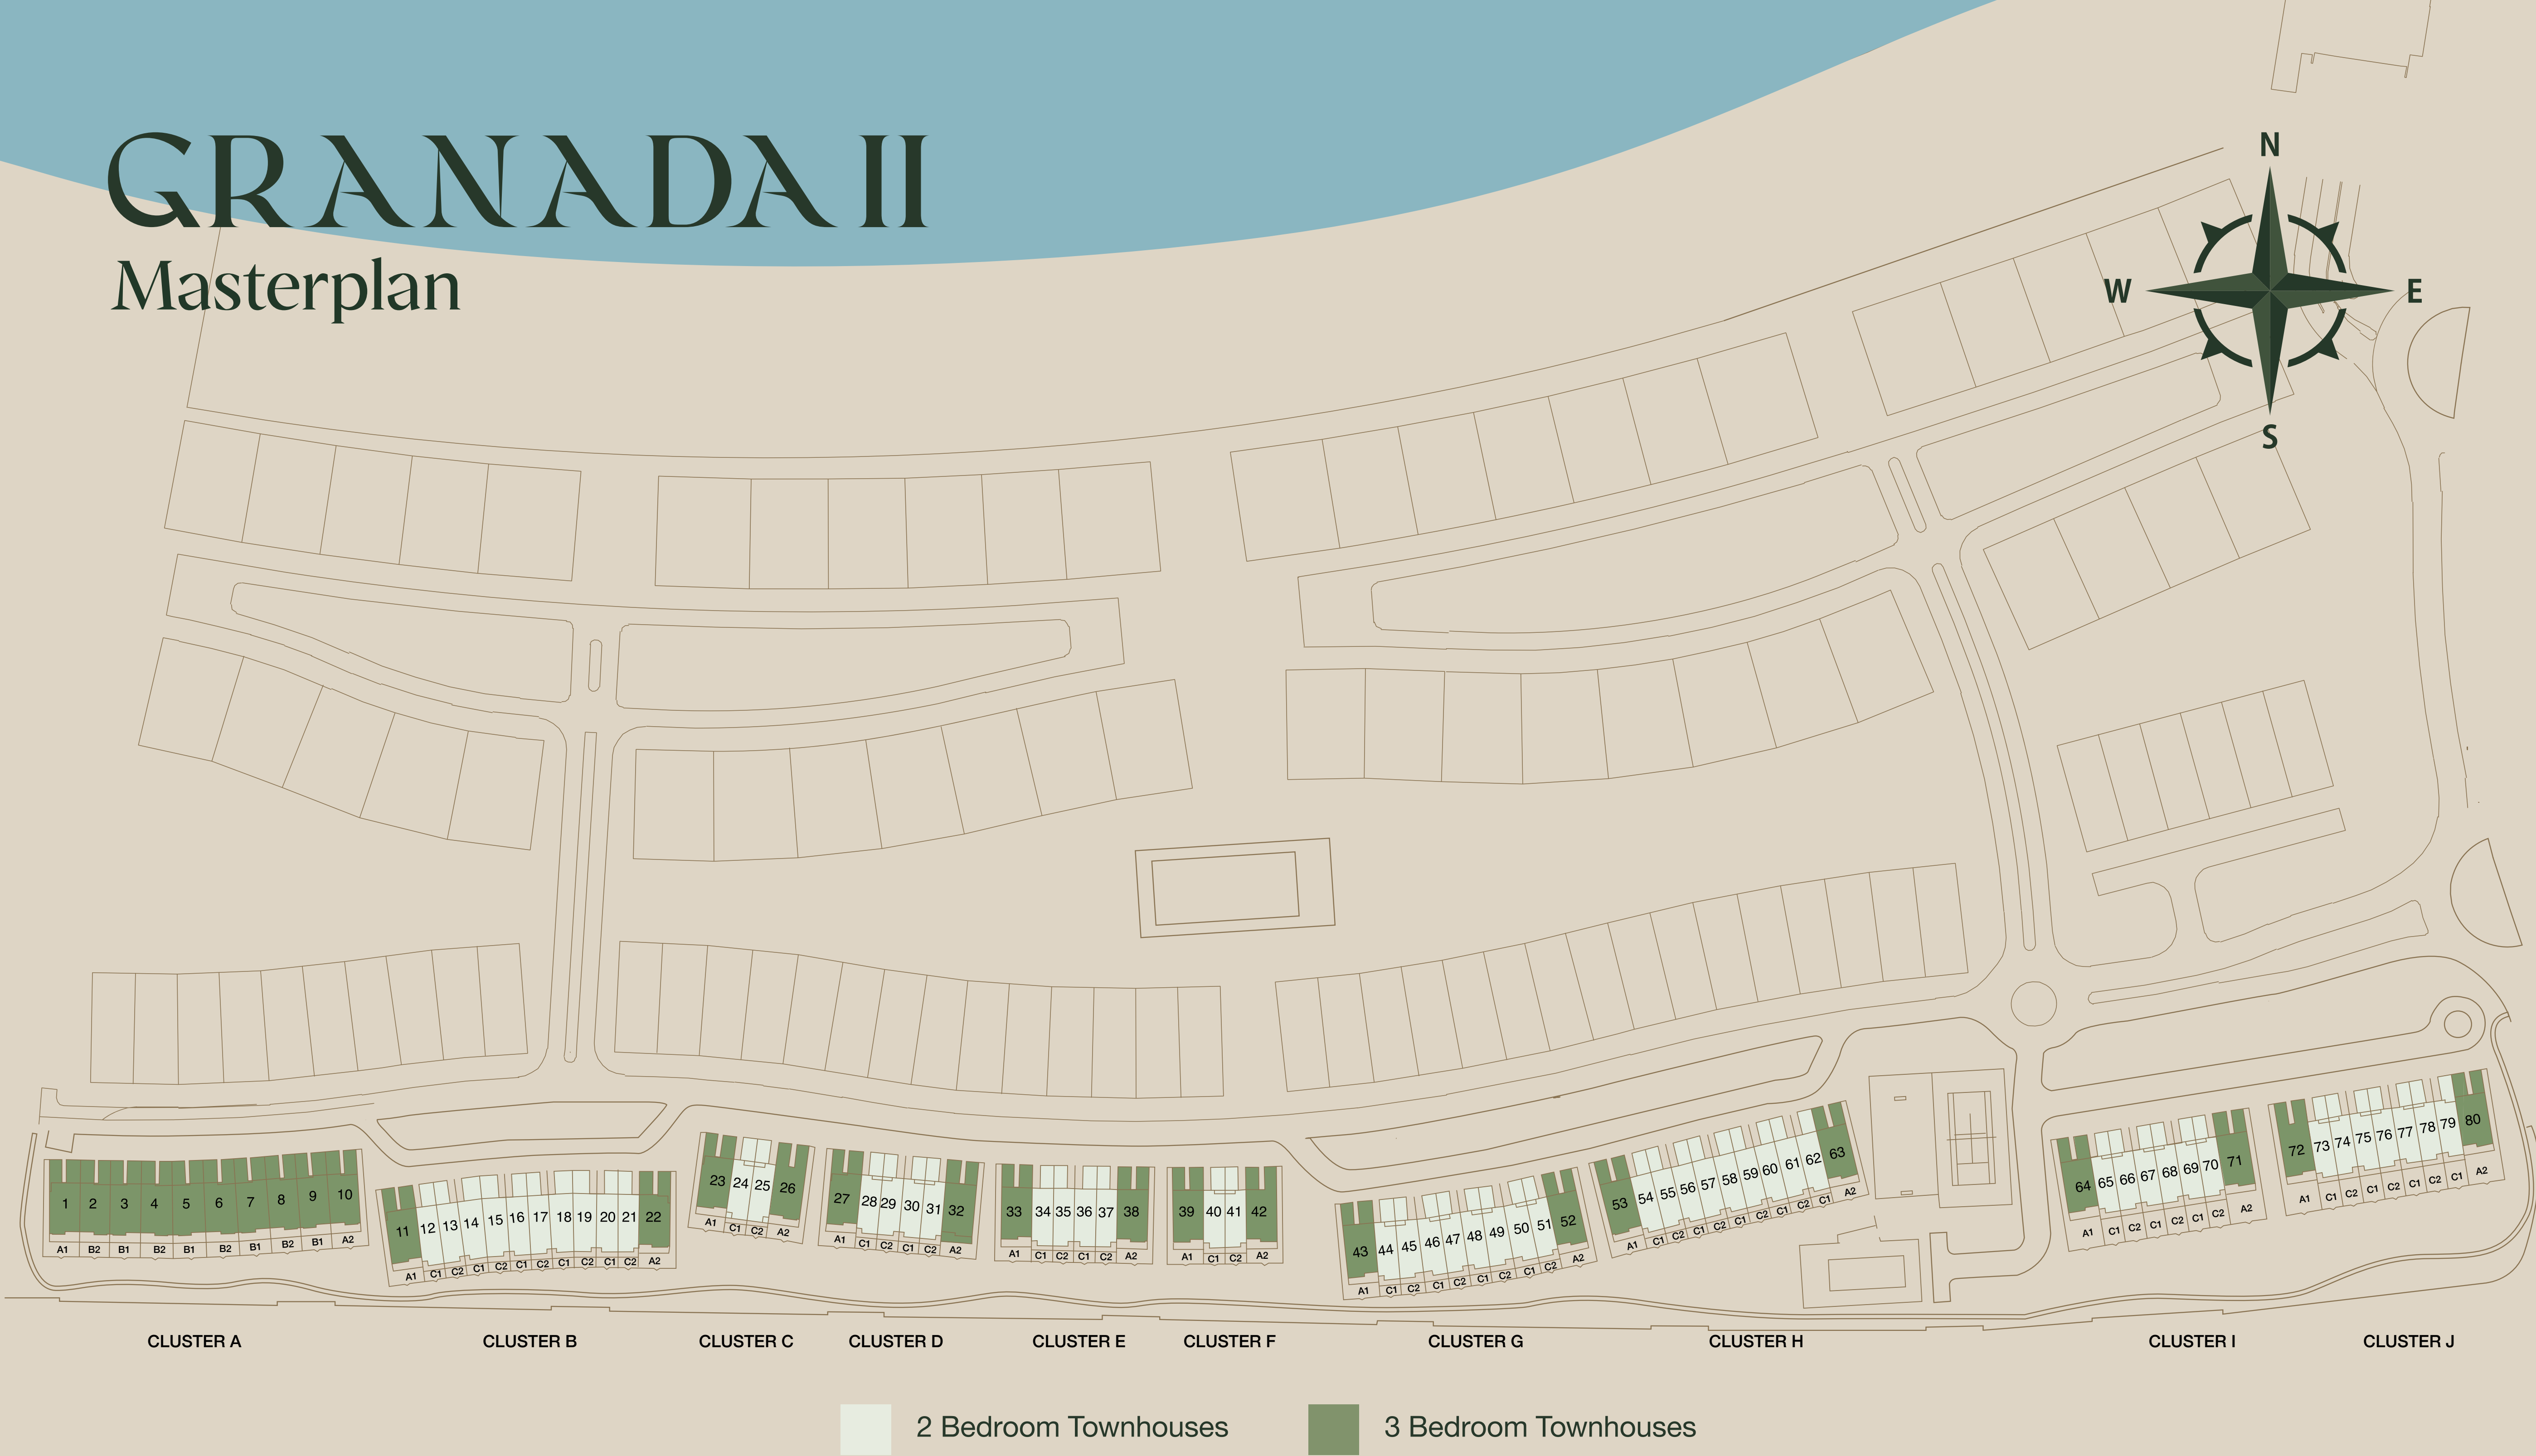 GRANADA II
Masterplan
N
W E
S
1 2 3 4 5 6 7 8 9 10
A1 B2 B1 B2 B1 B2 B1 B2 B1 A2
11 12 13 14 15 16 17 18 19 20 21 22
A1 C1 C2 C1 C2 C1 C2 C1 C2 C1 C2 A2
23 24 25 26
A1 C1 C2 A2
27 28 29 30 31 32
A1 C1 C2 C1 C2 A2
33 34 35 36 37 38
A1 C1 C2 C1 C2 A2
39 40 41 42
A1 C1 C2 A2
43 44 45 46 47 48 49 50 51 52
A1 C1 C2 C1 C2 C1 C2 C1 C2 A2
53 54 55 56 57 58 59 60 61 62 63
A1 C1 C2 C1 C2 C1 C2 C1 C2 C1 A2
64 65 66 67 68 69 70 71
A1 C1 C2 C1 C2 C1 C2 A2
72 73 74 75 76 77 78 79 80
A1 C1 C2 C1 C2 C1 C2 C1 A2
CLUSTER A CLUSTER B CLUSTER C CLUSTER D CLUSTER E CLUSTER F CLUSTER G CLUSTER H CLUSTER I CLUSTER J
2 Bedroom Townhouses 3 Bedroom Townhouses